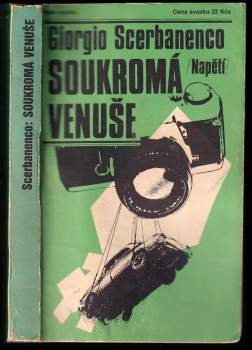 Cena svazku 22 Kčs
Giorgio Scerbanenco
SOUKROMÁ
/Napětí/
VENUŠE
Scerbanenco: SOUKROMÁ VENUŠE